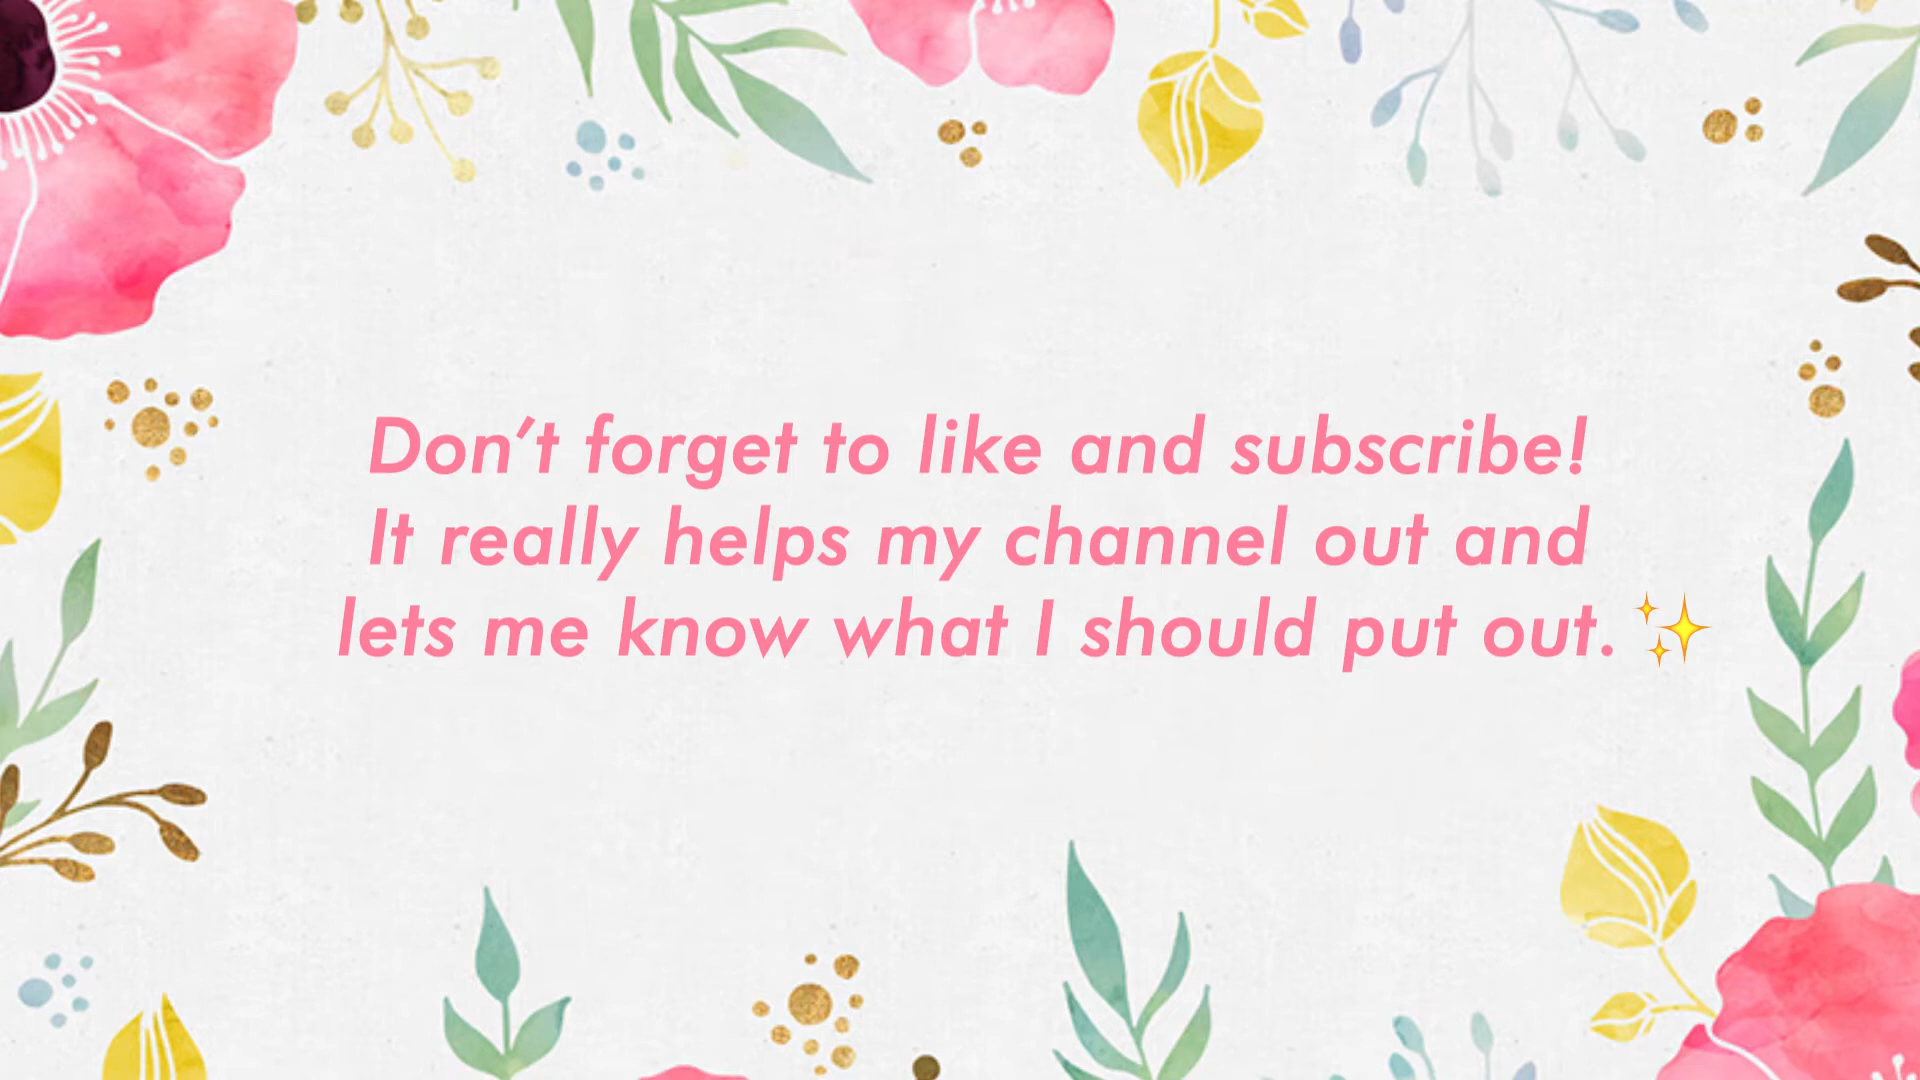 Don't forget to like and subscribe!
It really helps my channel out and
lets me know what I should put out. ✨